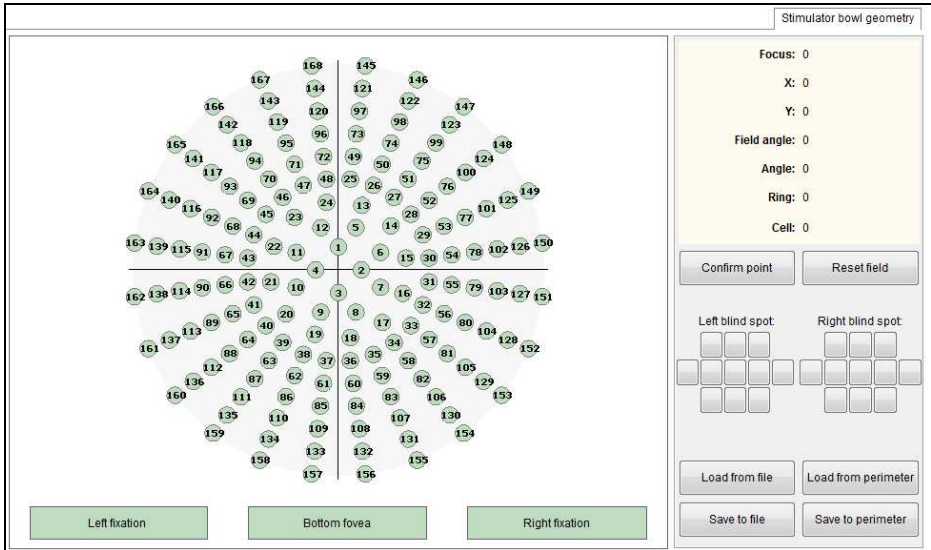 Stimulator bowl geometry
168 145
167 146
144 121
143 122
166 147
120 97
119 98
142 123
96 73
118 95 74 99
165 148
141 72 49 124
94 71 50 75
117 100
70 48 25 51
93 47 26 76
164 149
140 69 46 27 52 125
24 13
116 45 28 101
92 23 77
68 12 5 14 53
44 29
163 139 22 1 126 150
115 91 67 43 11 6 15 30 54 78 102
4 2
66 42 21 31 55
90 10 7 79
114 16 103
162 138 3 127 151
41 32
65 20 9 8 56
89 40 17 33 80
113 104
137 64 19 18 57 128
161 39 34 152
88 38 35 81
63 37 36 58
112 105
87 62 59 82
136 61 60 129
160 111 86 83 106 153
85 84
135 110 107 130
109 108
159 154
134 131
133 132
158 155
157 156
Left fixation
Bottom fovea
Right fixation
Focus: 0
X: 0
Y: 0
Field angle: 0
Angle: 0
Ring: 0
Cell: 0
Confirm point
Reset field
Left blind spot:
Right blind spot:
Load from file
Load from perimeter
Save to file
Save to perimeter